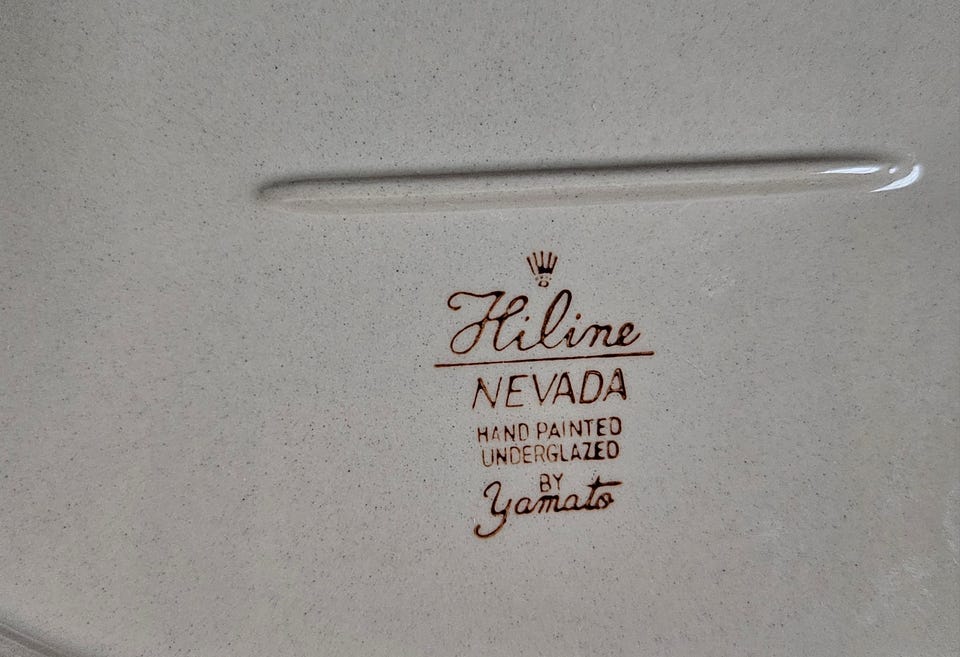 Hiline
NEVADA
HAND PAINTED
UNDERGLAZED
BY
Yamato